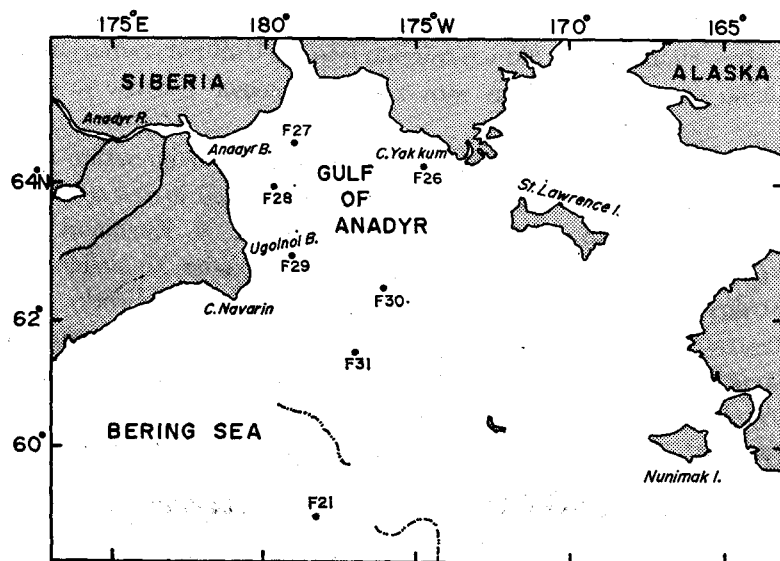 175°E
180°
175°W
170°
165°
SIBERIA
ALASKA
Anadyr R.
Anadyr B.
F27
C.Yakkum
F26
64°N
GULF
OF
ANADYR
F28
St.Lawrence I.
Ugolnoi B.
F29
C.Navarin
F30
62°
F31
BERING SEA
60°
Nunimak I.
F21